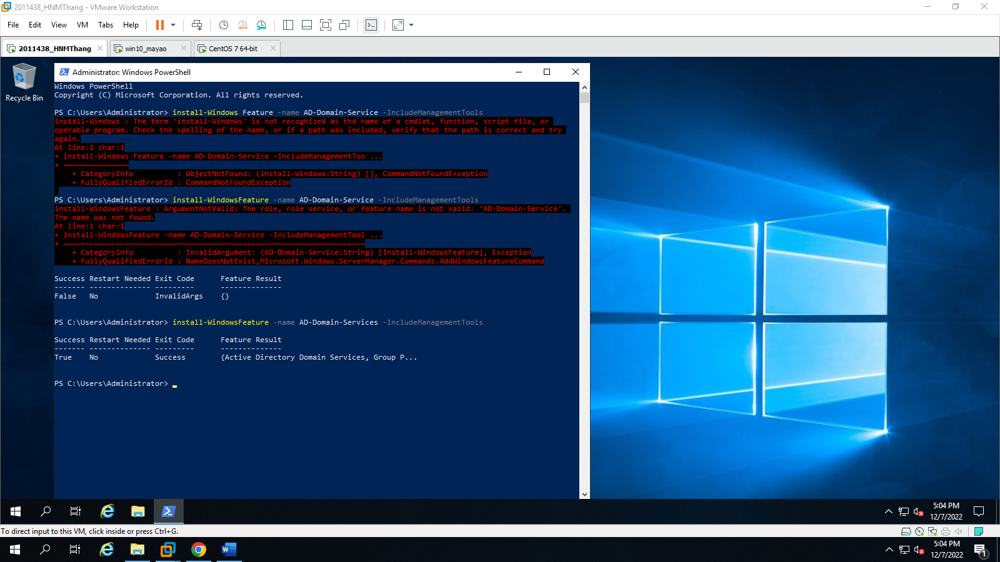 2011438_HNMThang - VMware Workstation
File Edit View VM Tabs Help
2011438_HNMThang
win10_mayao
CentOS 7 64-bit
Recycle Bin
Administrator: Windows PowerShell
Windows PowerShell
Copyright (C) Microsoft Corporation. All rights reserved.
PS C:\Users\Administrator> install-Windows Feature -name AD-Domain-Service -IncludeManagementTools
install-Windows : The term 'install-Windows' is not recognized as the name of a cmdlet, function, script file, or
operable program. Check the spelling of the name, or if a path was included, verify that the path is correct and try
again.
At line:1 char:1
+ install-Windows Feature -name AD-Domain-Service -IncludeManagementToo ...
+ ~~~~~~~~~~~~~~~
+ CategoryInfo : ObjectNotFound: (install-Windows:String) [], CommandNotFoundException
+ FullyQualifiedErrorId : CommandNotFoundException
PS C:\Users\Administrator> install-WindowsFeature -name AD-Domain-Service -IncludeManagementTools
install-WindowsFeature : ArgumentNotValid: The role, role service, or feature name is not valid: 'AD-Domain-Service'.
The name was not found.
At line:1 char:1
+ install-WindowsFeature -name AD-Domain-Service -IncludeManagementTool ...
+ ~~~~~~~~~~~~~~~~~~~~~~~~~~~~~~~~~~~~~~~~~~~~~~~~~~~~~~~~~~~~~~~~~~~~~
+ CategoryInfo : InvalidArgument: (AD-Domain-Service:String) [Install-WindowsFeature], Exception
+ FullyQualifiedErrorId : NameDoesNotExist,Microsoft.Windows.ServerManager.Commands.AddWindowsFeatureCommand
Success Restart Needed Exit Code Feature Result
------- -------------- --------- --------------
False No InvalidArgs {}
PS C:\Users\Administrator> install-WindowsFeature -name AD-Domain-Services -IncludeManagementTools
Success Restart Needed Exit Code Feature Result
------- -------------- --------- --------------
True No Success {Active Directory Domain Services, Group P...
PS C:\Users\Administrator>
5:04 PM
12/7/2022
To direct input to this VM, click inside or press Ctrl+G.
5:04 PM
12/7/2022
1